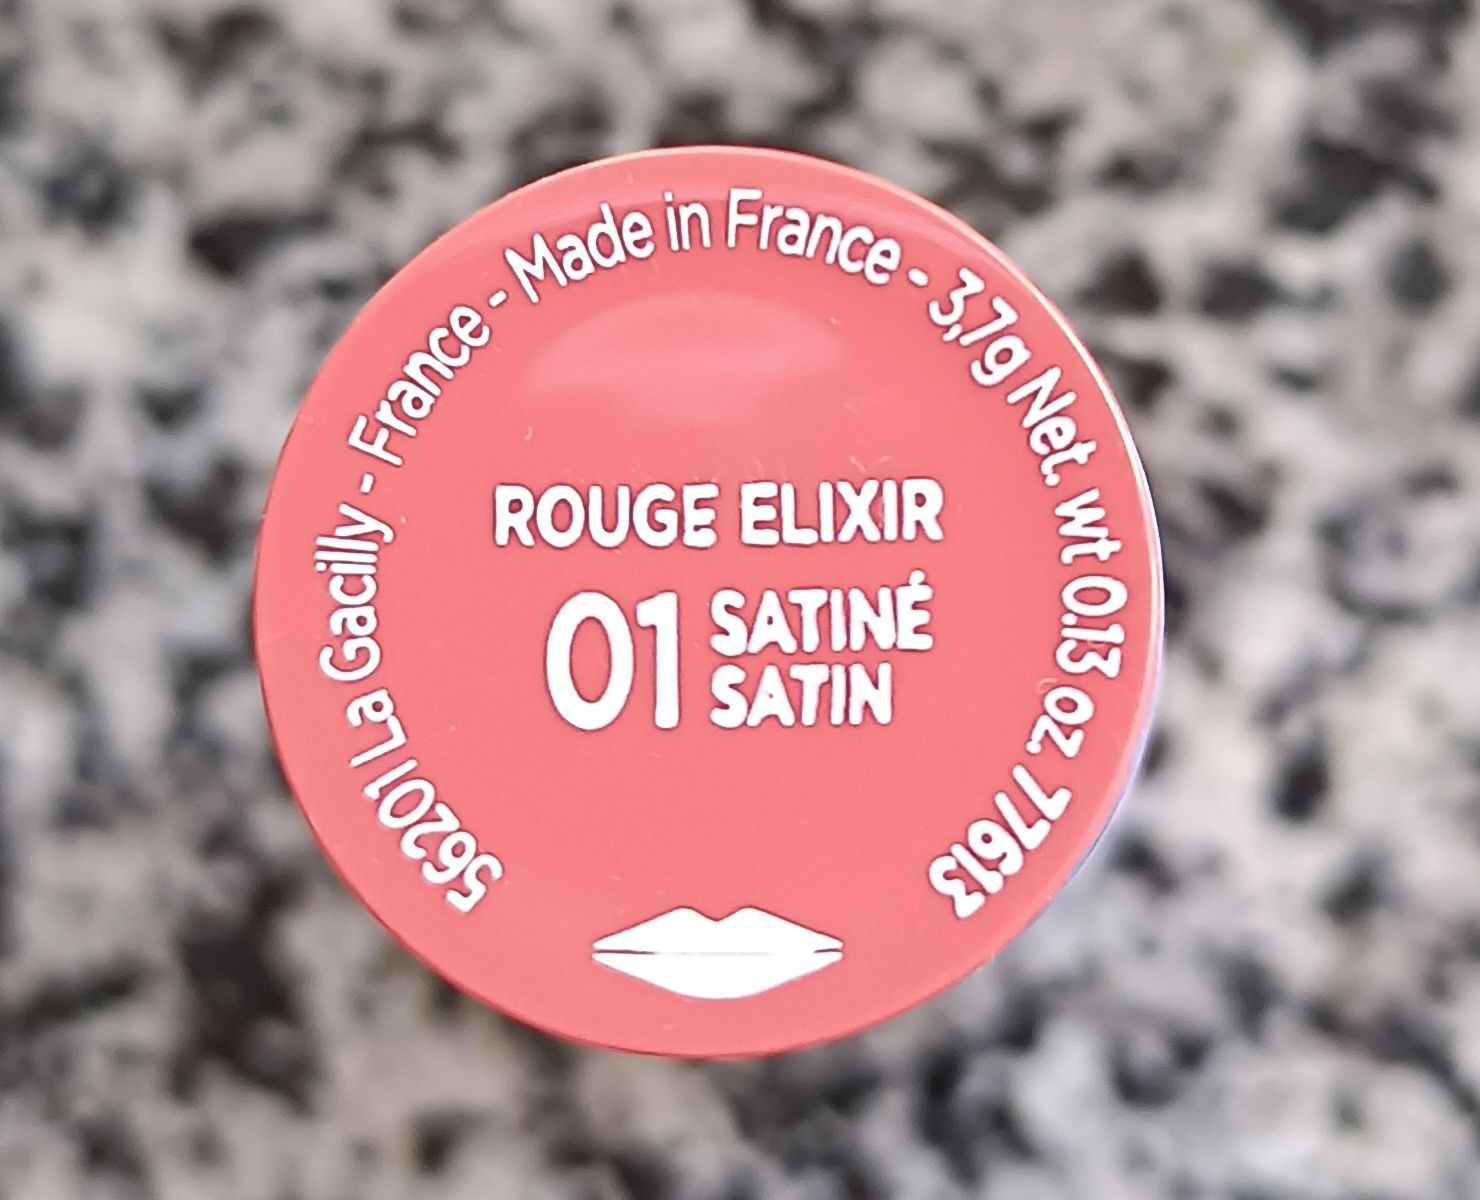 56201 La Gacilly - France - Made in France - 3,7g Net. wt 0.13 oz. 77613
ROUGE ELIXIR
01 SATINÉ
SATIN